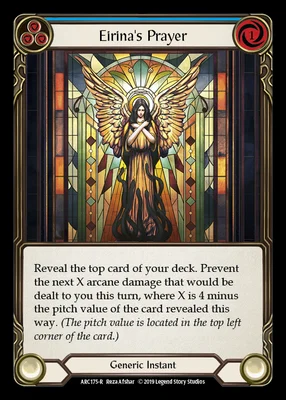 Eirina's Prayer
1
Reveal the top card of your deck. Prevent
the next X arcane damage that would be
dealt to you this turn, where X is 4 minus
the pitch value of the card revealed this
way. (The pitch value is located in the top left
corner of the card.)
Generic Instant
ARC175-R Reza Afshar ©2019 Legend Story Studios